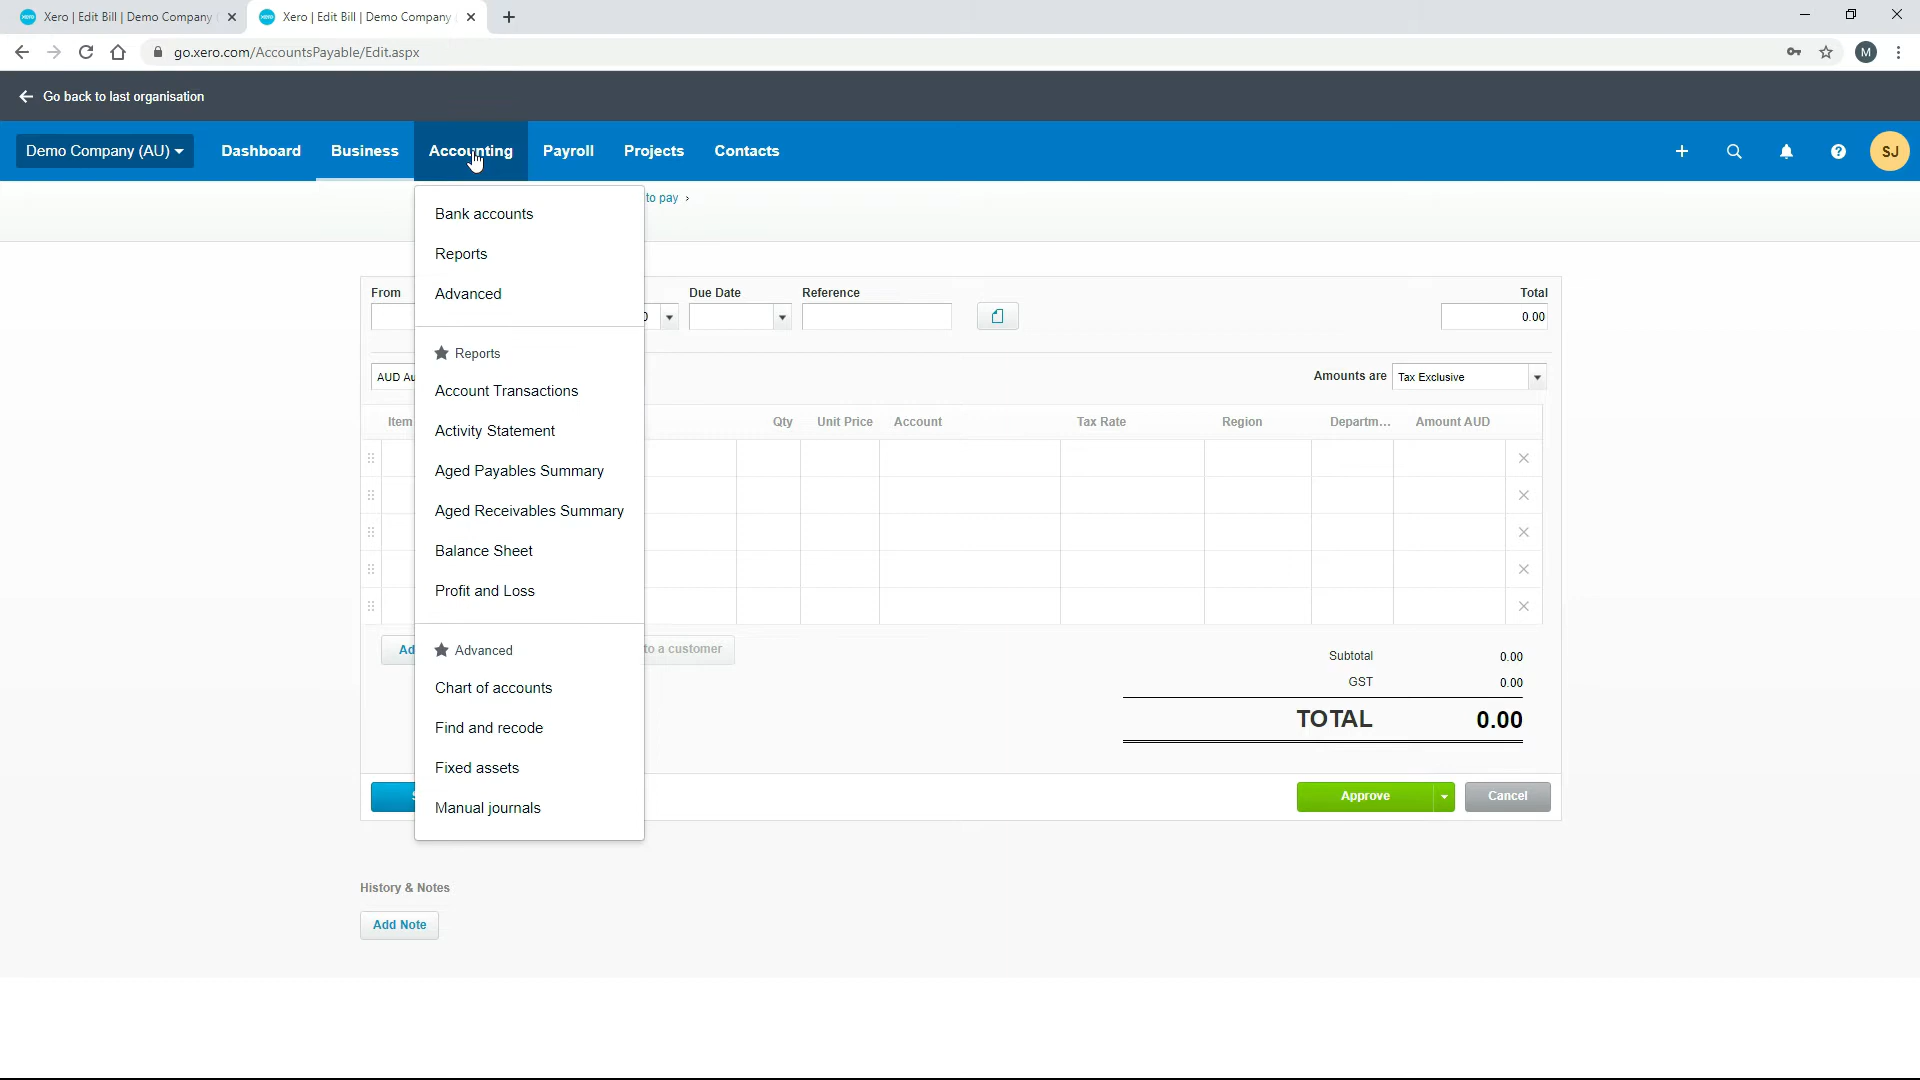 Xero | Edit Bill | Demo Company
Xero | Edit Bill | Demo Company
go.xero.com/AccountsPayable/Edit.aspx
M
Go back to last organisation
Demo Company (AU)
Dashboard
Business
Accounting
Payroll
Projects
Contacts
SJ
to pay ›
Bank accounts
Reports
Advanced
Reports
Account Transactions
Activity Statement
Aged Payables Summary
Aged Receivables Summary
Balance Sheet
Profit and Loss
Advanced
Chart of accounts
Find and recode
Fixed assets
Manual journals
From
Due Date
Reference
Total
0.00
AUD Au
Amounts are
Tax Exclusive
Item
Qty
Unit Price
Account
Tax Rate
Region
Departm...
Amount AUD
Ad
to a customer
Subtotal 0.00
GST 0.00
TOTAL 0.00
Approve
Cancel
History & Notes
Add Note